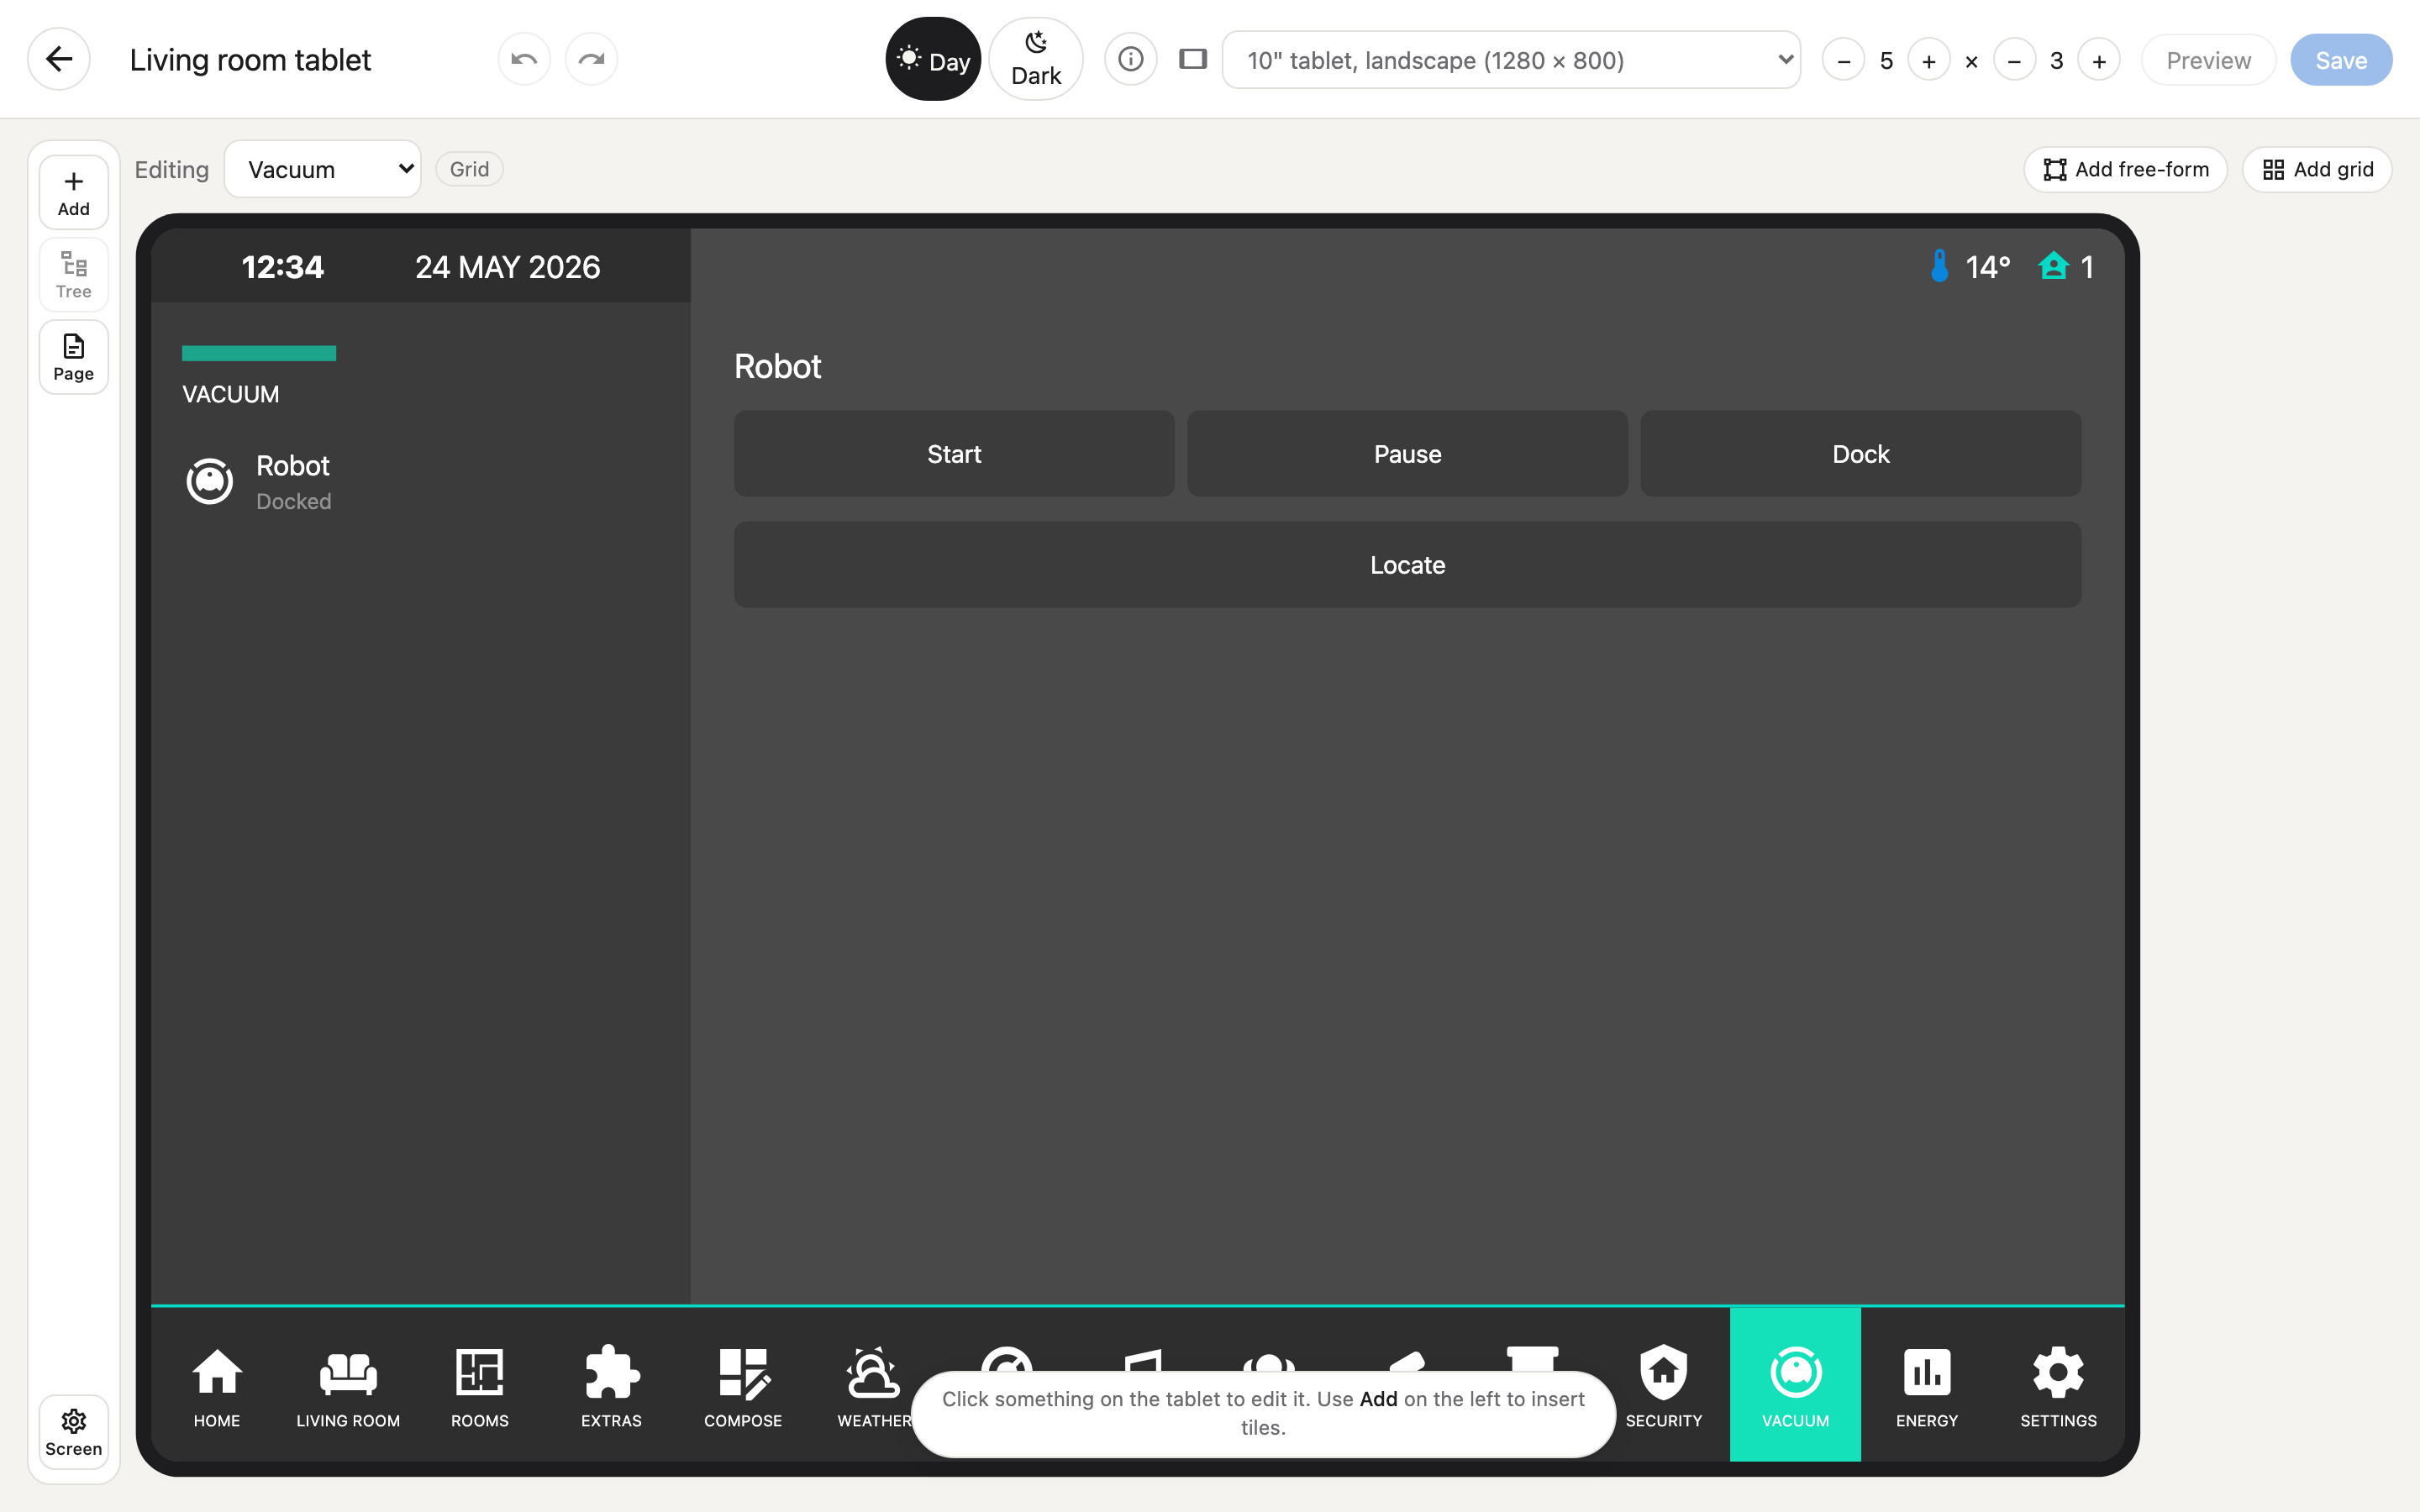 Living room tablet
Day
Dark
10" tablet, landscape (1280 × 800)
− 5 + × − 3 +
Preview
Save
Add
Tree
Page
Screen
Editing
Vacuum
Grid
Add free-form
Add grid
12:34
24 MAY 2026
14°
1
VACUUM
Robot
Docked
Robot
Start
Pause
Dock
Locate
HOME
LIVING ROOM
ROOMS
EXTRAS
COMPOSE
WEATHER
Click something on the tablet to edit it. Use Add on the left to insert
tiles.
SECURITY
VACUUM
ENERGY
SETTINGS